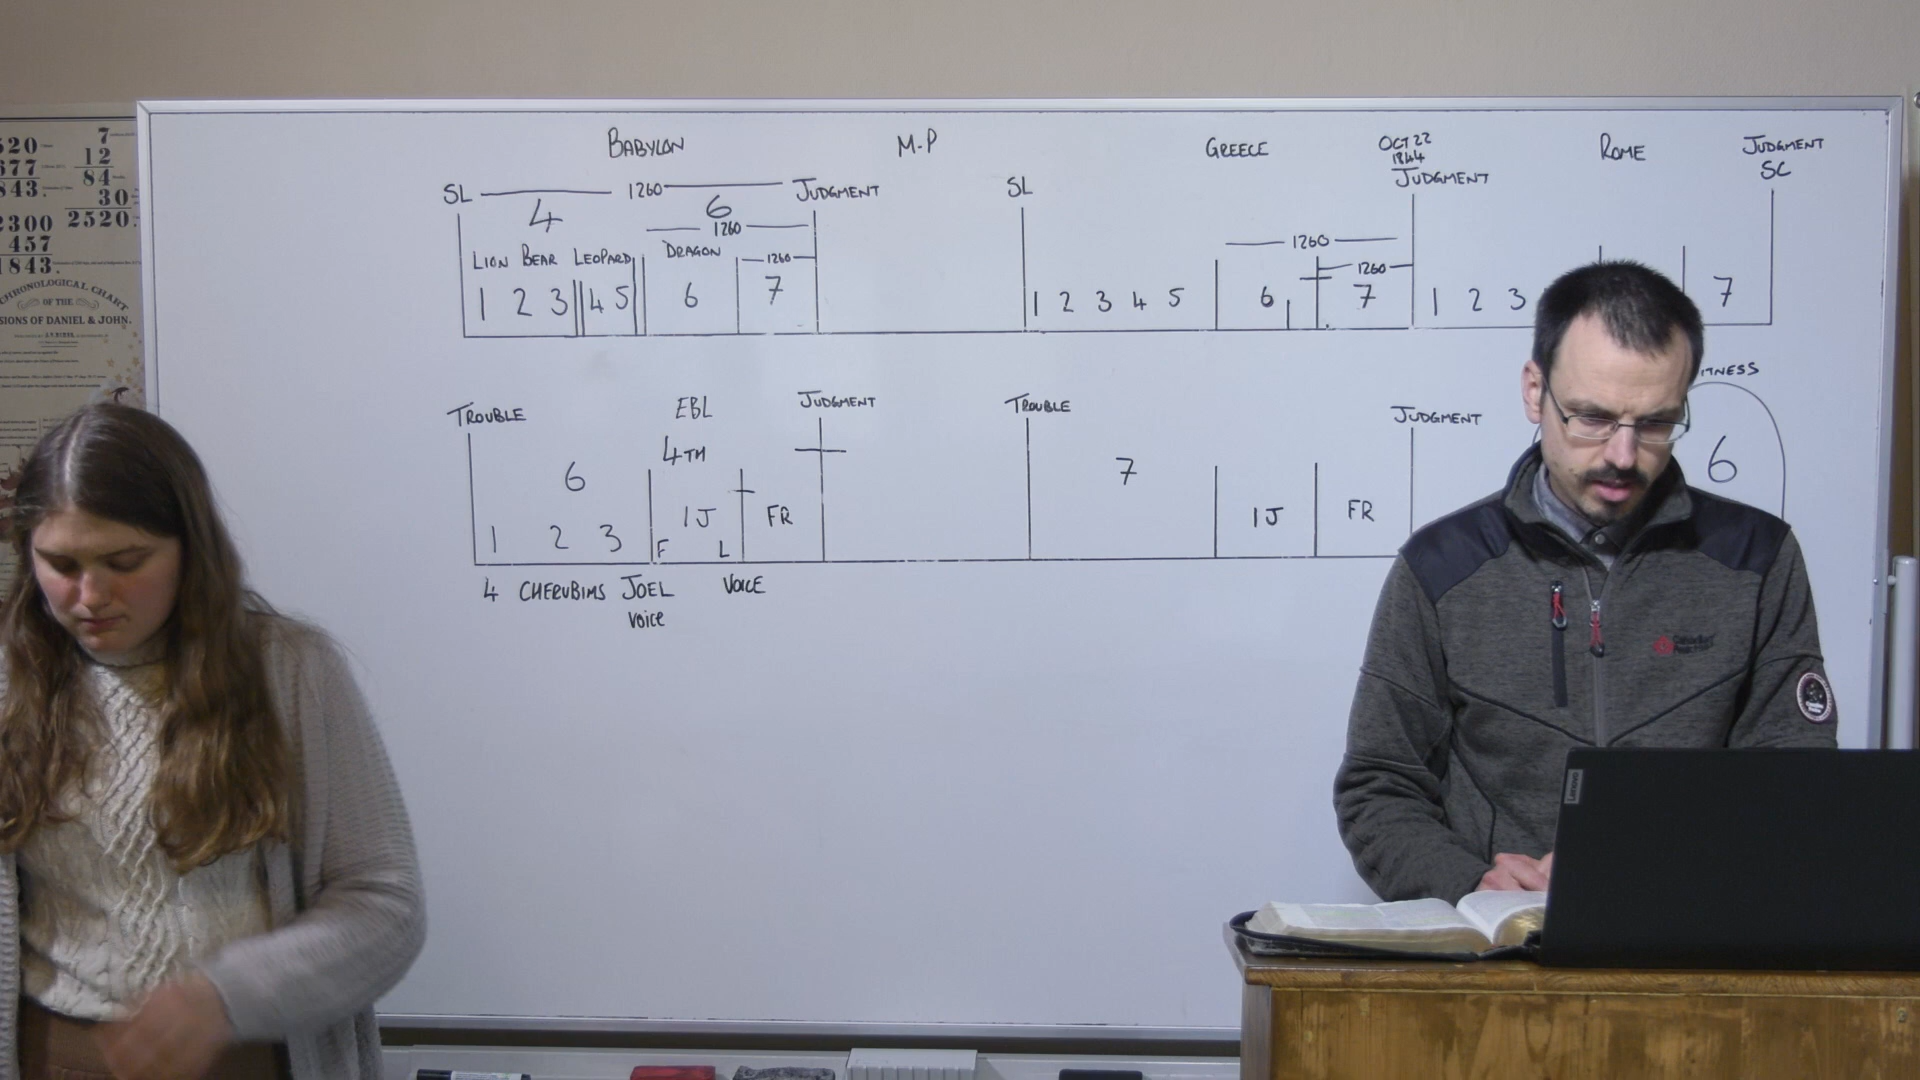 BABYLON
M-P
GREECE
OCT 22
1844
JUDGMENT
ROME
JUDGMENT
SC
SL 1260 JUDGMENT
4 6
1260
LION BEAR LEOPARD DRAGON 1260
1 2 3 4 5 6 7
SL
1260
1260
1 2 3 4 5 6 7
1 2 3 7
TROUBLE EBL JUDGMENT
4TH
6
1 2 3 1J FR
F L
4 CHERUBIMS JOEL VOICE
VOICE
TROUBLE JUDGMENT
7
1J FR
ITNESS
6
520 7
677 12
843. 84
30
2300 2520.
457
1843.
CHRONOLOGICAL CHART
OF THE
SIONS OF DANIEL & JOHN.
Lenovo